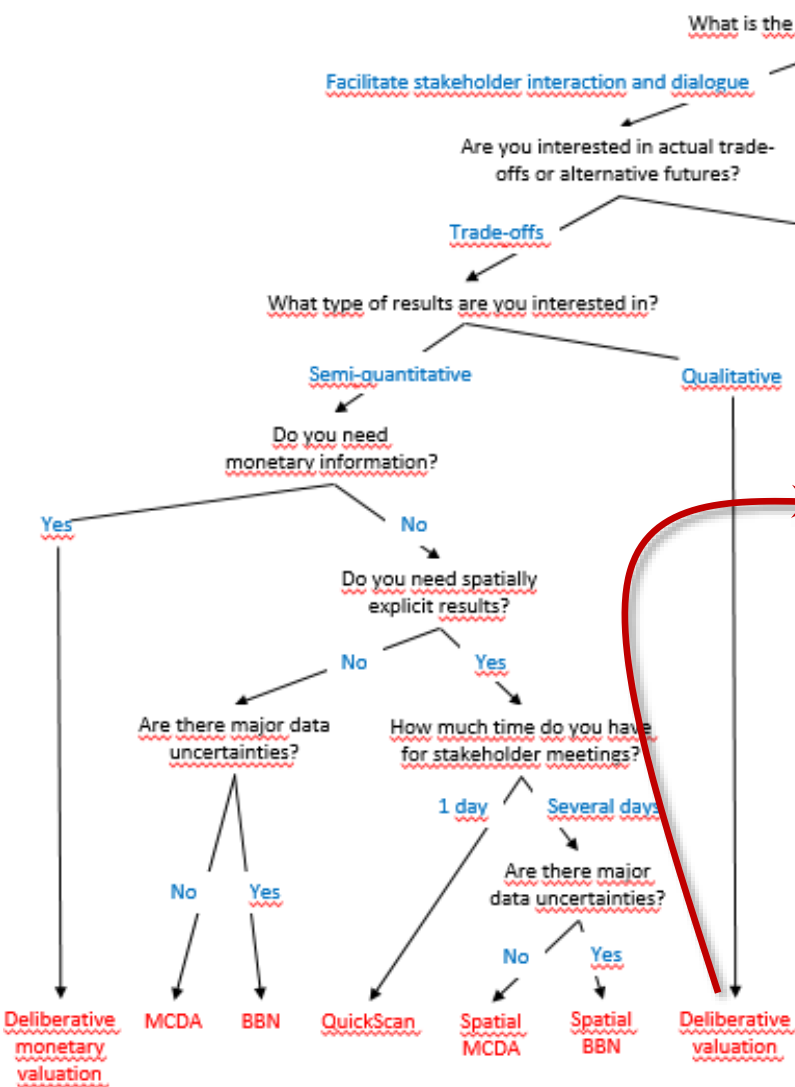 What is the
Facilitate stakeholder interaction and dialogue
Are you interested in actual trade-
offs or alternative futures?
Trade-offs
What type of results are you interested in?
Semi-quantitative
Qualitative
Do you need
monetary information?
Yes
No
Do you need spatially
explicit results?
No
Yes
Are there major data
uncertainties?
How much time do you have
for stakeholder meetings?
1 day
Several days
Are there major
data uncertainties?
No
Yes
No
Yes
Deliberative
monetary
valuation
MCDA
BBN
QuickScan
Spatial
MCDA
Spatial
BBN
Deliberative
valuation